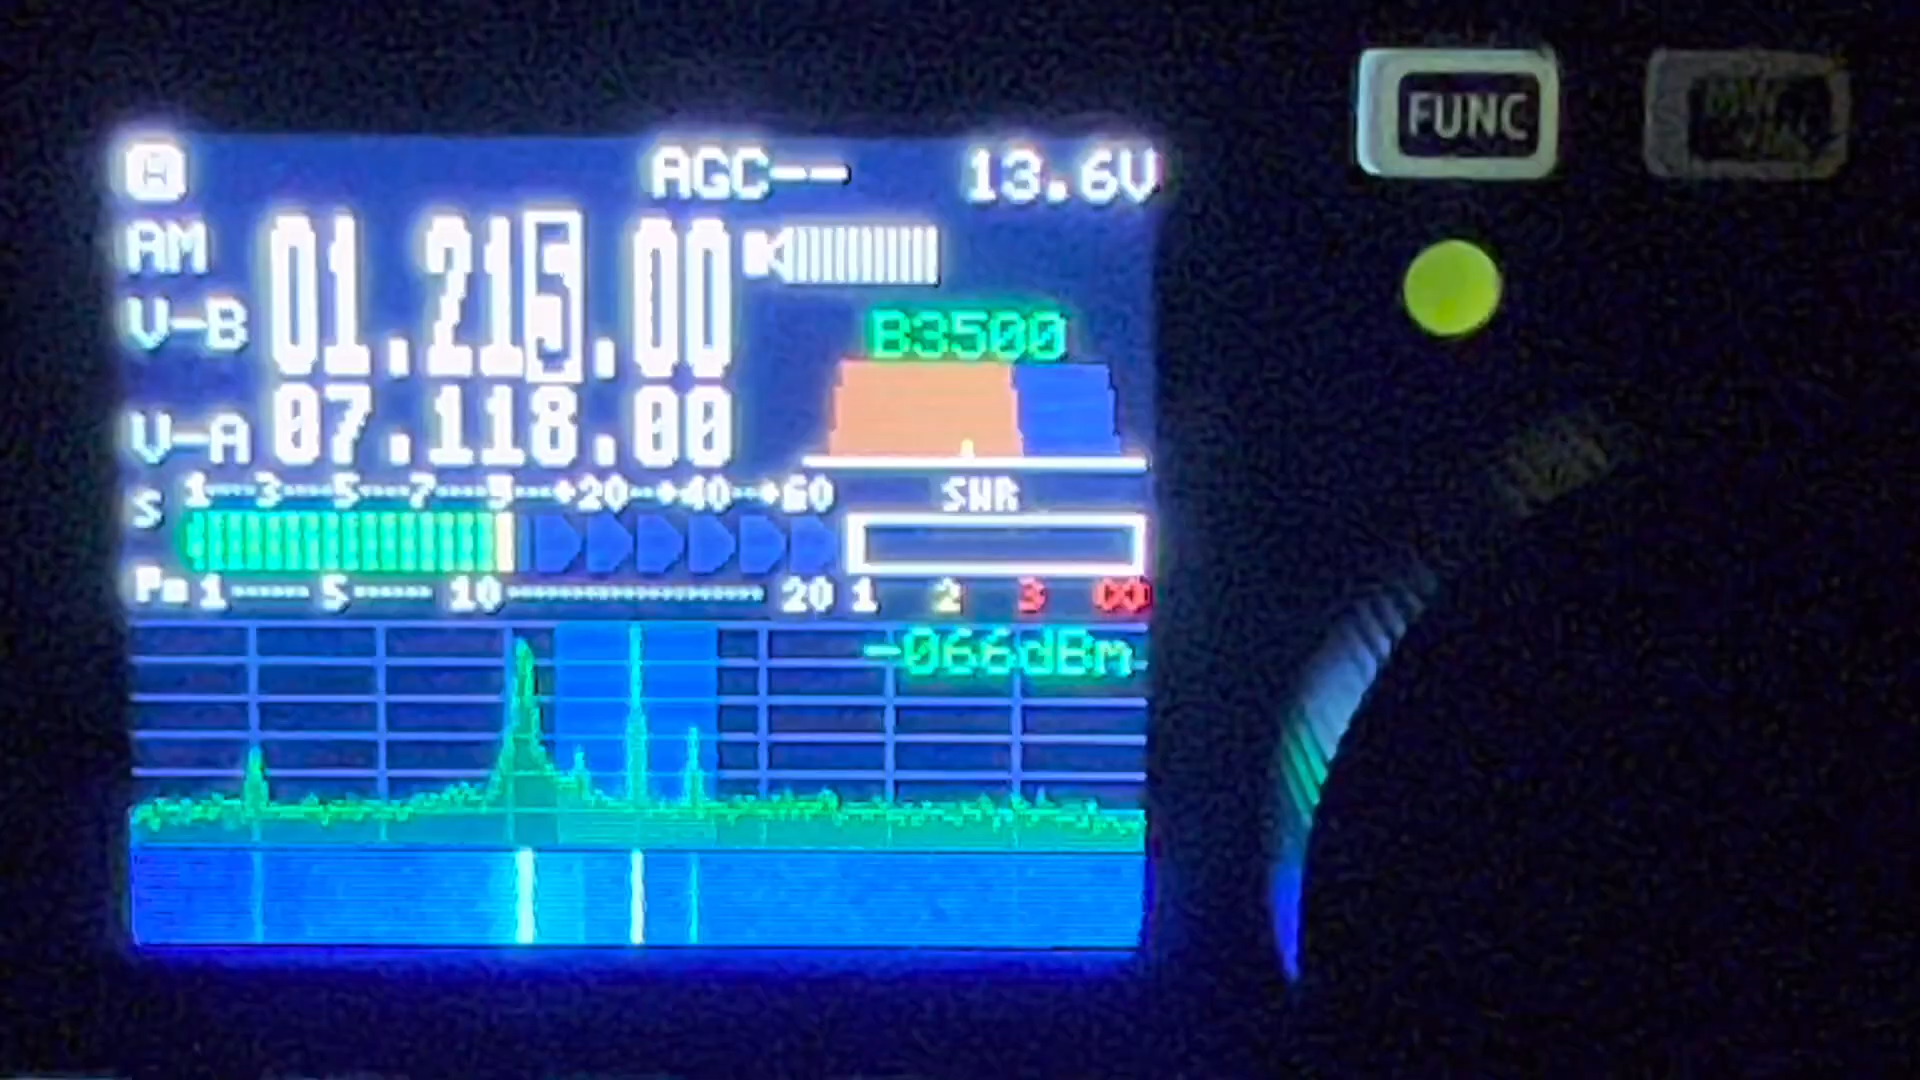 H AGC-- 13.6V
AM 01.215.00
V-B
B3500
V-A 07.118.00
S 1 3 5 7 9 +20 +40 +60 SWR
1 5 10 20 1 2 3 ∞
-066dBm
FUNC